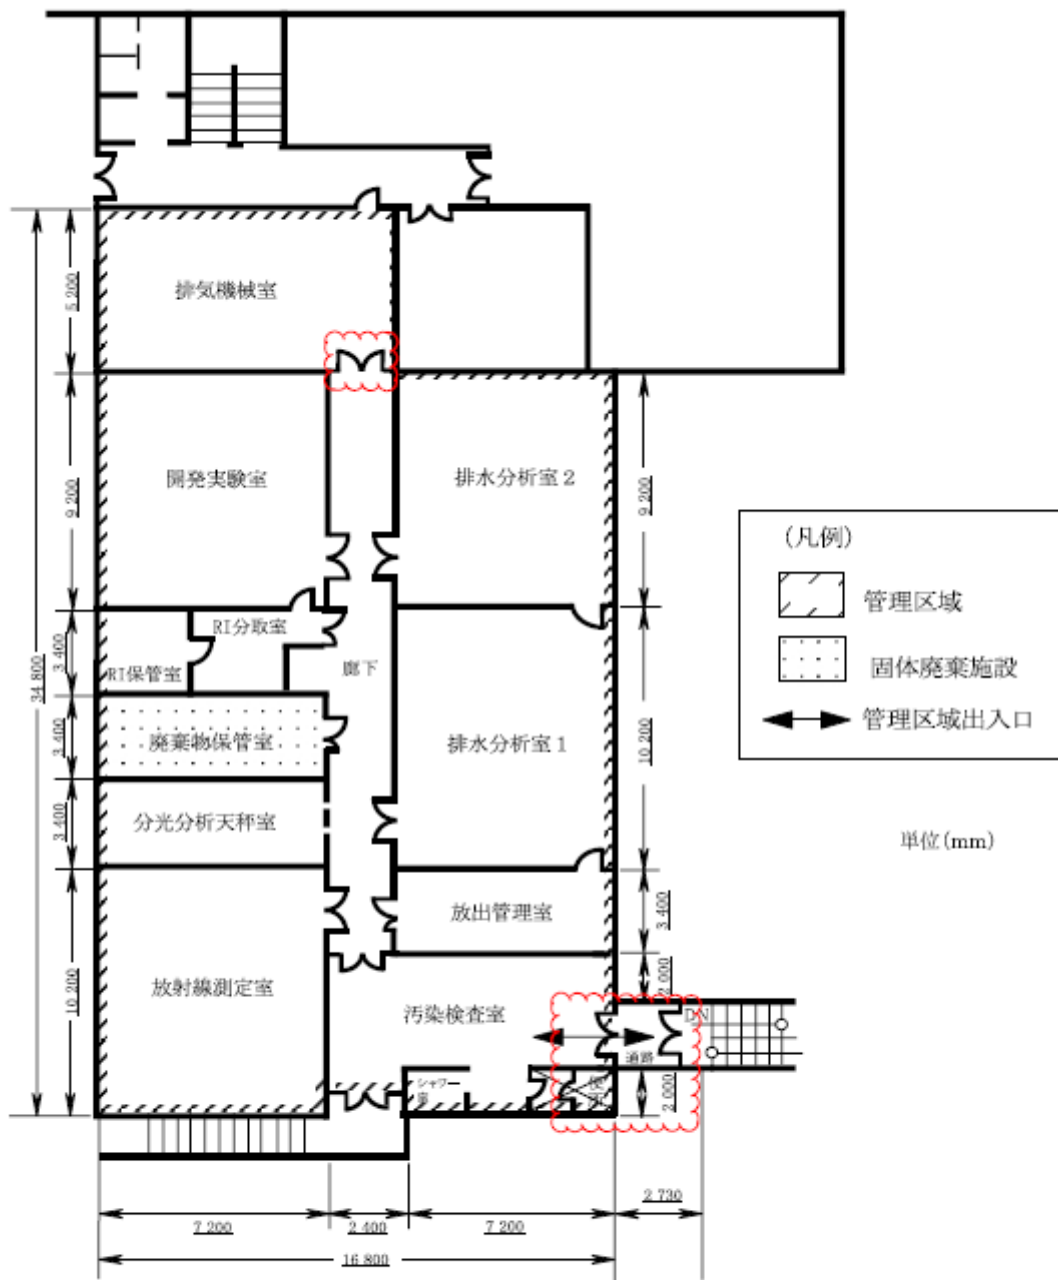 排気機械室
開発実験室
排水分析室２
RI分取室
RI保管室
廊下
廃棄物保管室
排水分析室１
分光分析天秤室
放出管理室
放射線測定室
汚染検査室
DN
通路
シャワー
室
便
所
(凡例)
管理区域
固体廃棄施設
管理区域出入口
単位(mm)
34 800
5 200
9 200
3 400
3 400
3 400
10 200
9 200
10 200
3 400
2 000
2 000
7 200
2 400
7 200
2 730
16 800